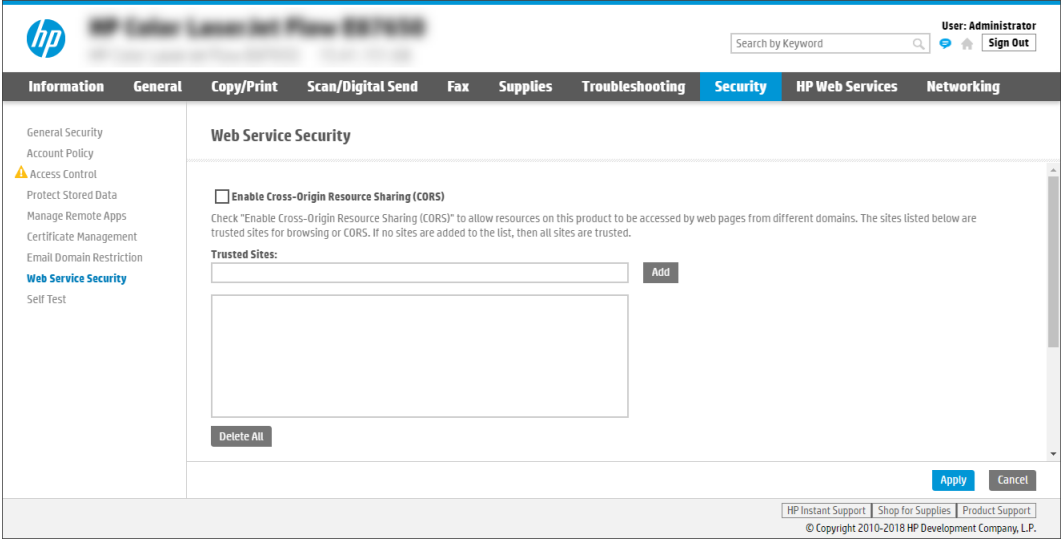 hp
User: Administrator
Search by Keyword
Sign Out
Information General Copy/Print Scan/Digital Send Fax Supplies Troubleshooting Security HP Web Services Networking
General Security
Account Policy
Access Control
Protect Stored Data
Manage Remote Apps
Certificate Management
Email Domain Restriction
Web Service Security
Self Test
Web Service Security
Enable Cross-Origin Resource Sharing (CORS)
Check "Enable Cross-Origin Resource Sharing (CORS)" to allow resources on this product to be accessed by web pages from different domains. The sites listed below are
trusted sites for browsing or CORS. If no sites are added to the list, then all sites are trusted.
Trusted Sites:
Add
Delete All
Apply Cancel
HP Instant Support Shop for Supplies Product Support
© Copyright 2010-2018 HP Development Company, L.P.